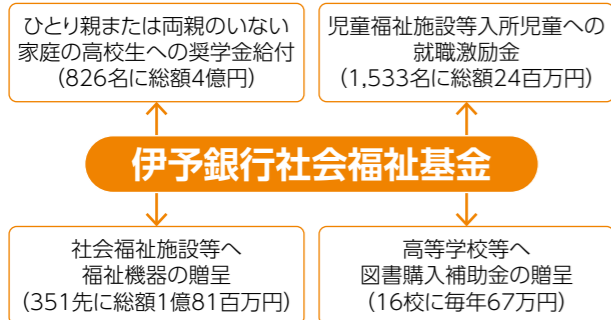 ひとり親または両親のいない
家庭の高校生への奨学金給付
(826名に総額4億円)
児童福祉施設等入所児童への
就職激励金
(1,533名に総額24百万円)
伊予銀行社会福祉基金
社会福祉施設等へ
福祉機器の贈呈
(351先に総額1億81百万円)
高等学校等へ
図書購入補助金の贈呈
(16校に毎年67万円)